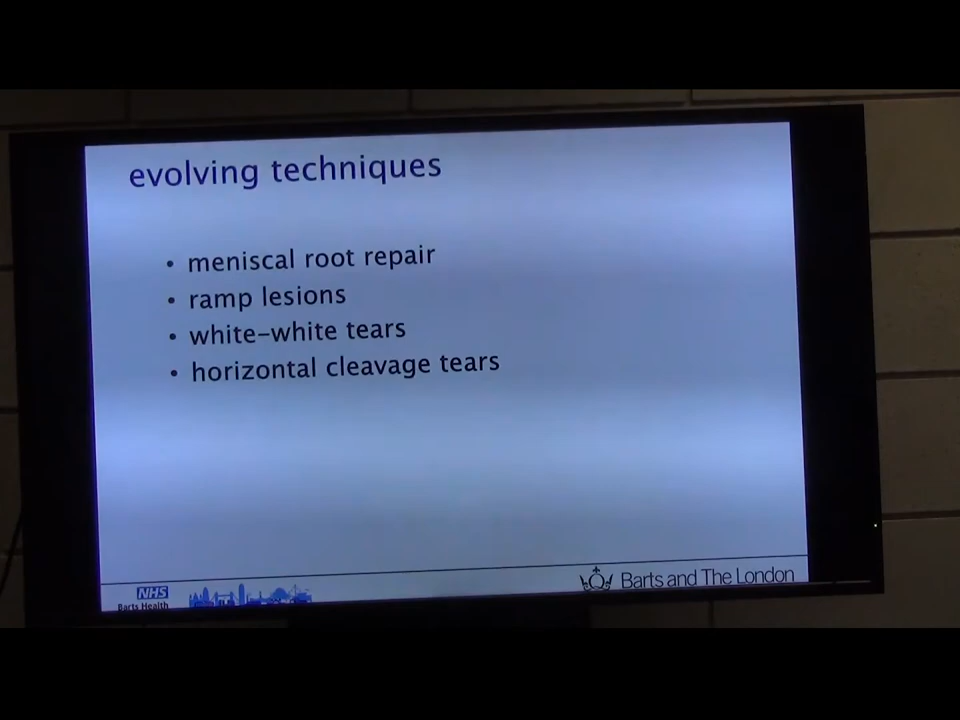 evolving techniques
• meniscal root repair
• ramp lesions
• white-white tears
• horizontal cleavage tears
NHS
Barts Health
Barts and The London